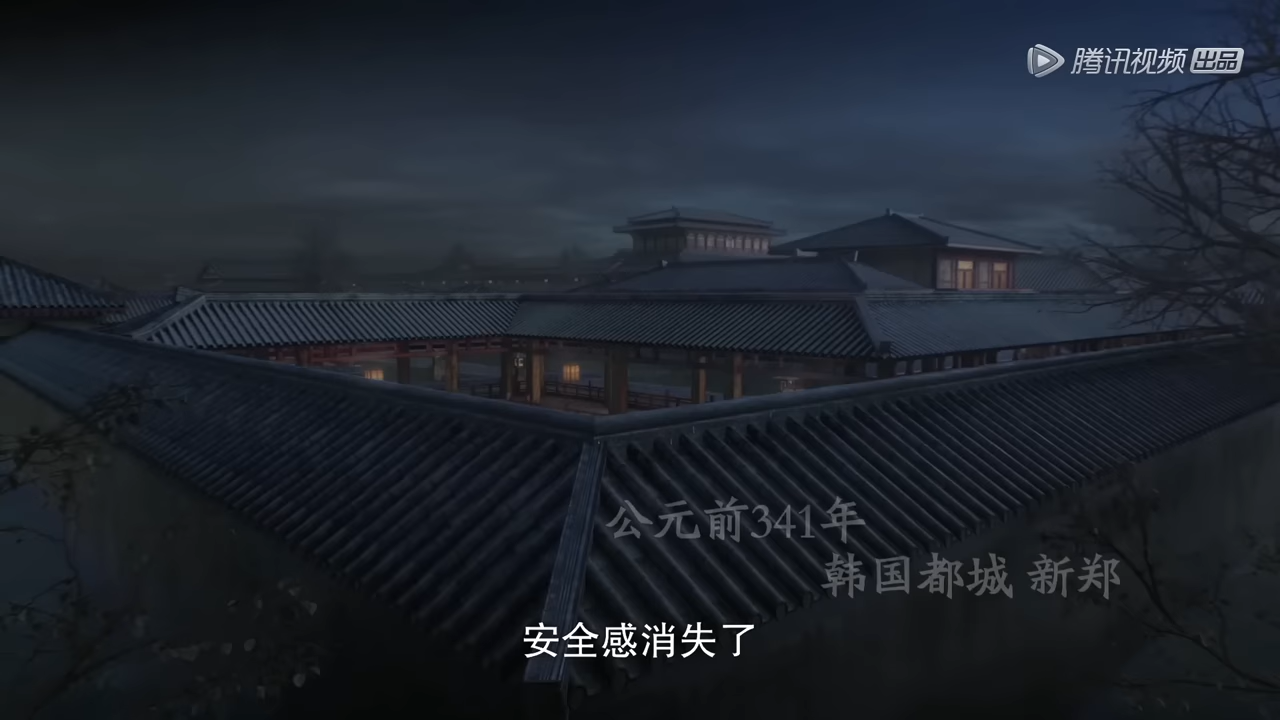 腾讯视频 出品
公元前341年
韩国都城 新郑
安全感消失了